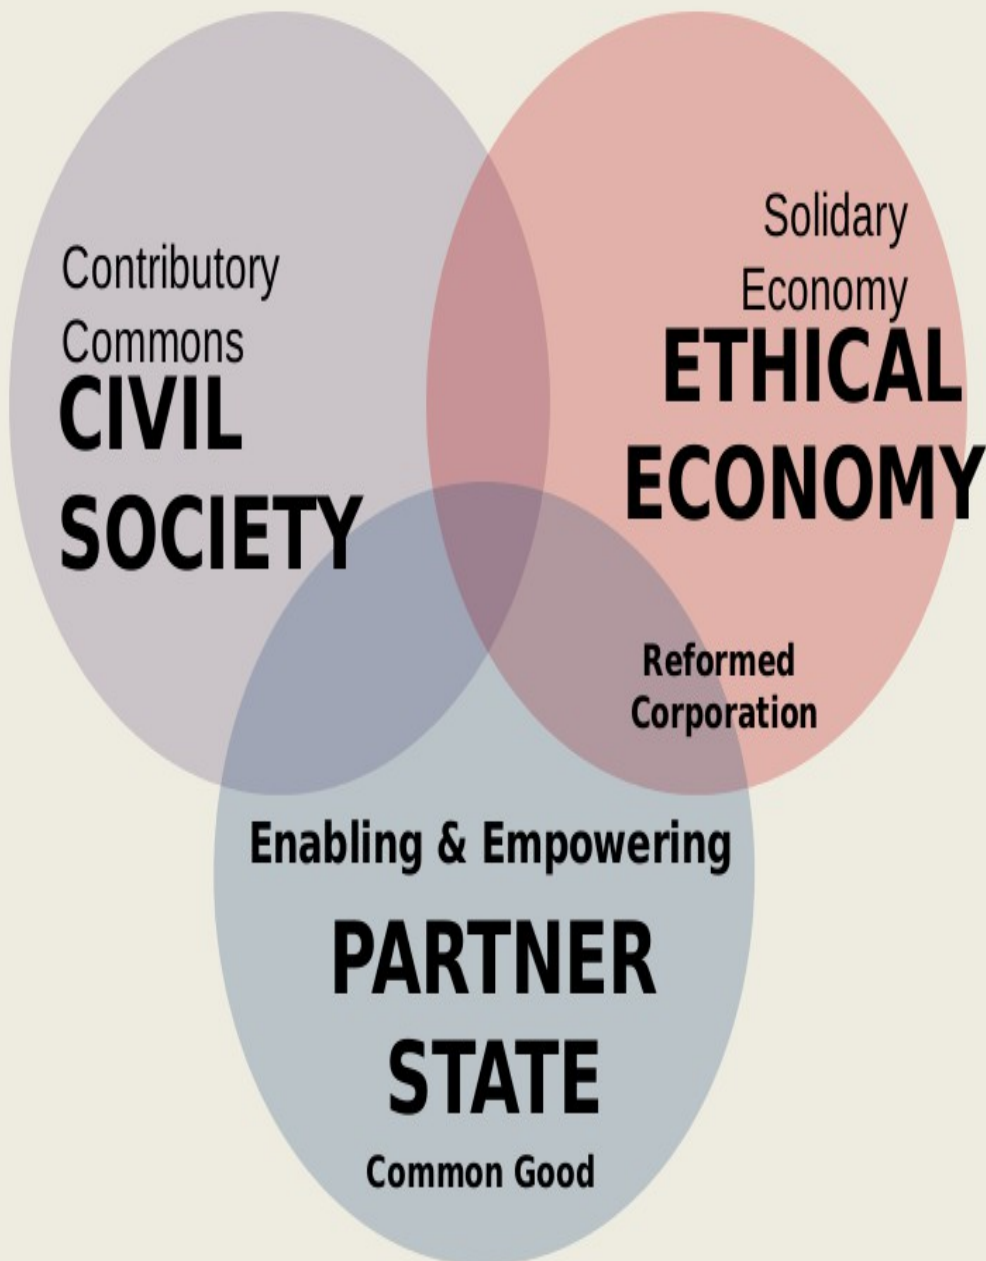 Contributory
Commons
CIVIL
SOCIETY
Solidary
Economy
ETHICAL
ECONOMY
Reformed
Corporation
Enabling & Empowering
PARTNER
STATE
Common Good